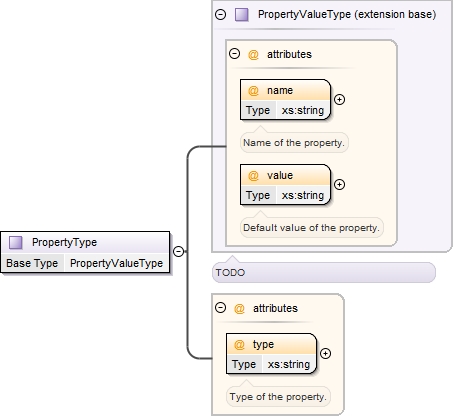 PropertyValueType (extension base)
@ attributes
@ name
Type xs:string
Name of the property.
@ value
Type xs:string
Default value of the property.
PropertyType
Base Type PropertyValueType
TODO
@ attributes
@ type
Type xs:string
Type of the property.